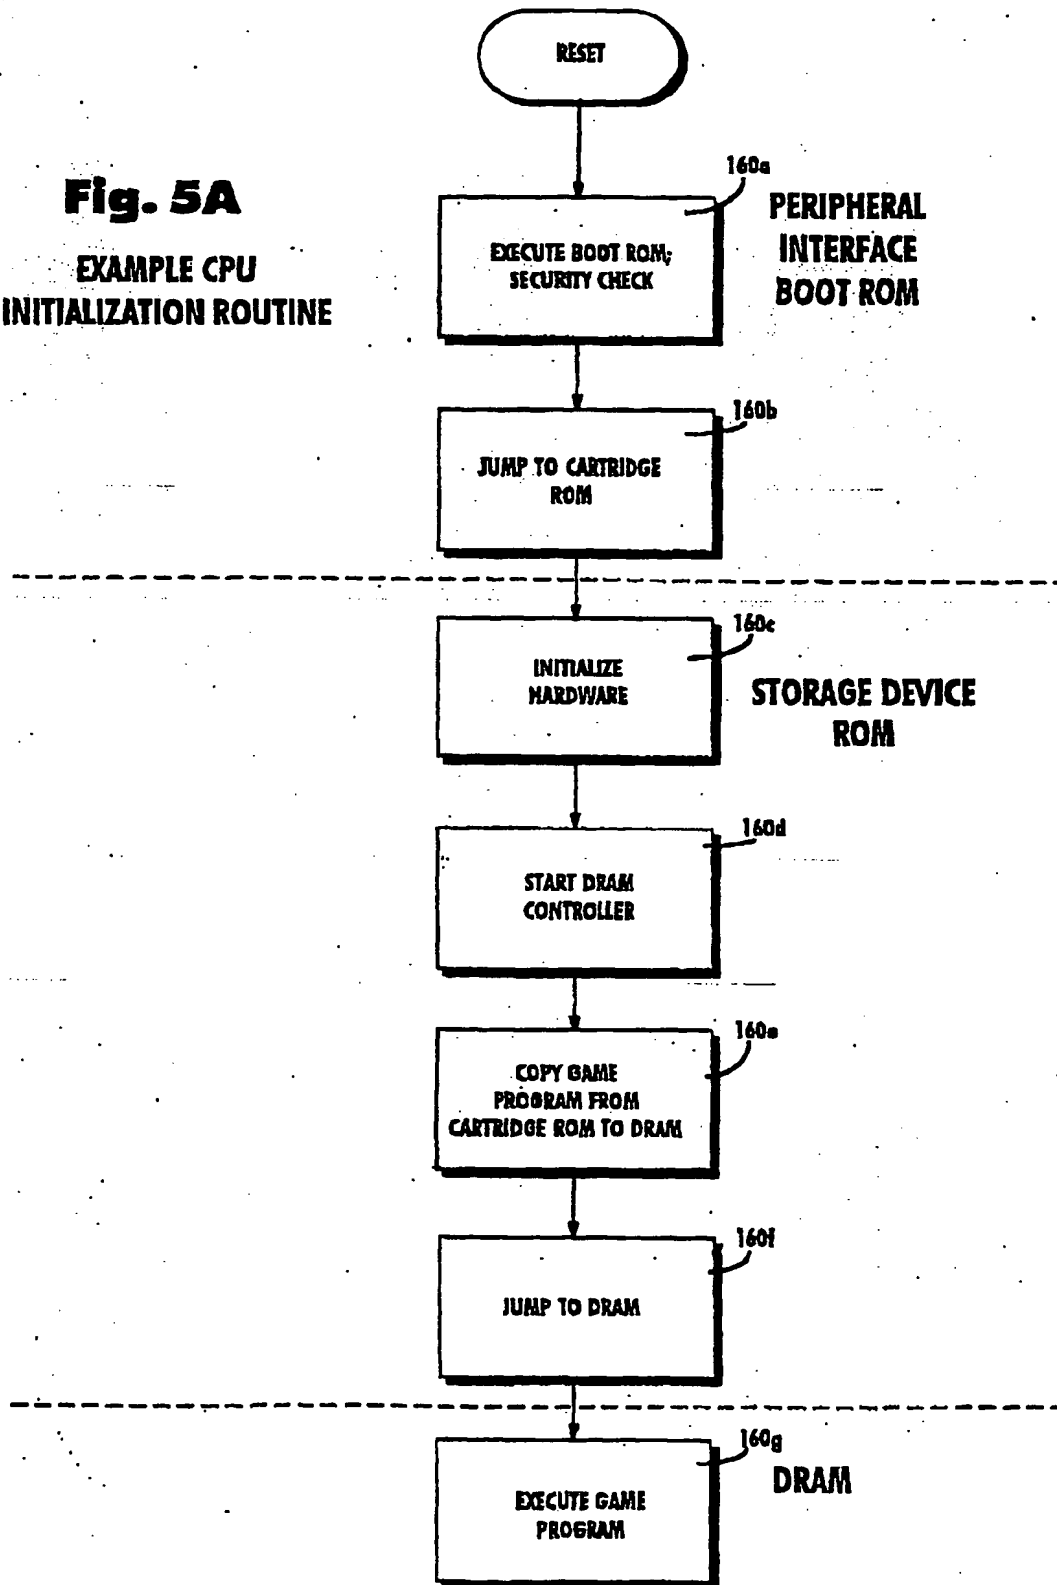 RESET
Fig. 5A
EXAMPLE CPU
INITIALIZATION ROUTINE
160a
EXECUTE BOOT ROM;
SECURITY CHECK
PERIPHERAL
INTERFACE
BOOT ROM
160b
JUMP TO CARTRIDGE
ROM
160c
INITIALIZE
HARDWARE
STORAGE DEVICE
ROM
160d
START DRAM
CONTROLLER
160e
COPY GAME
PROGRAM FROM
CARTRIDGE ROM TO DRAM
160f
JUMP TO DRAM
160g
EXECUTE GAME
PROGRAM
DRAM